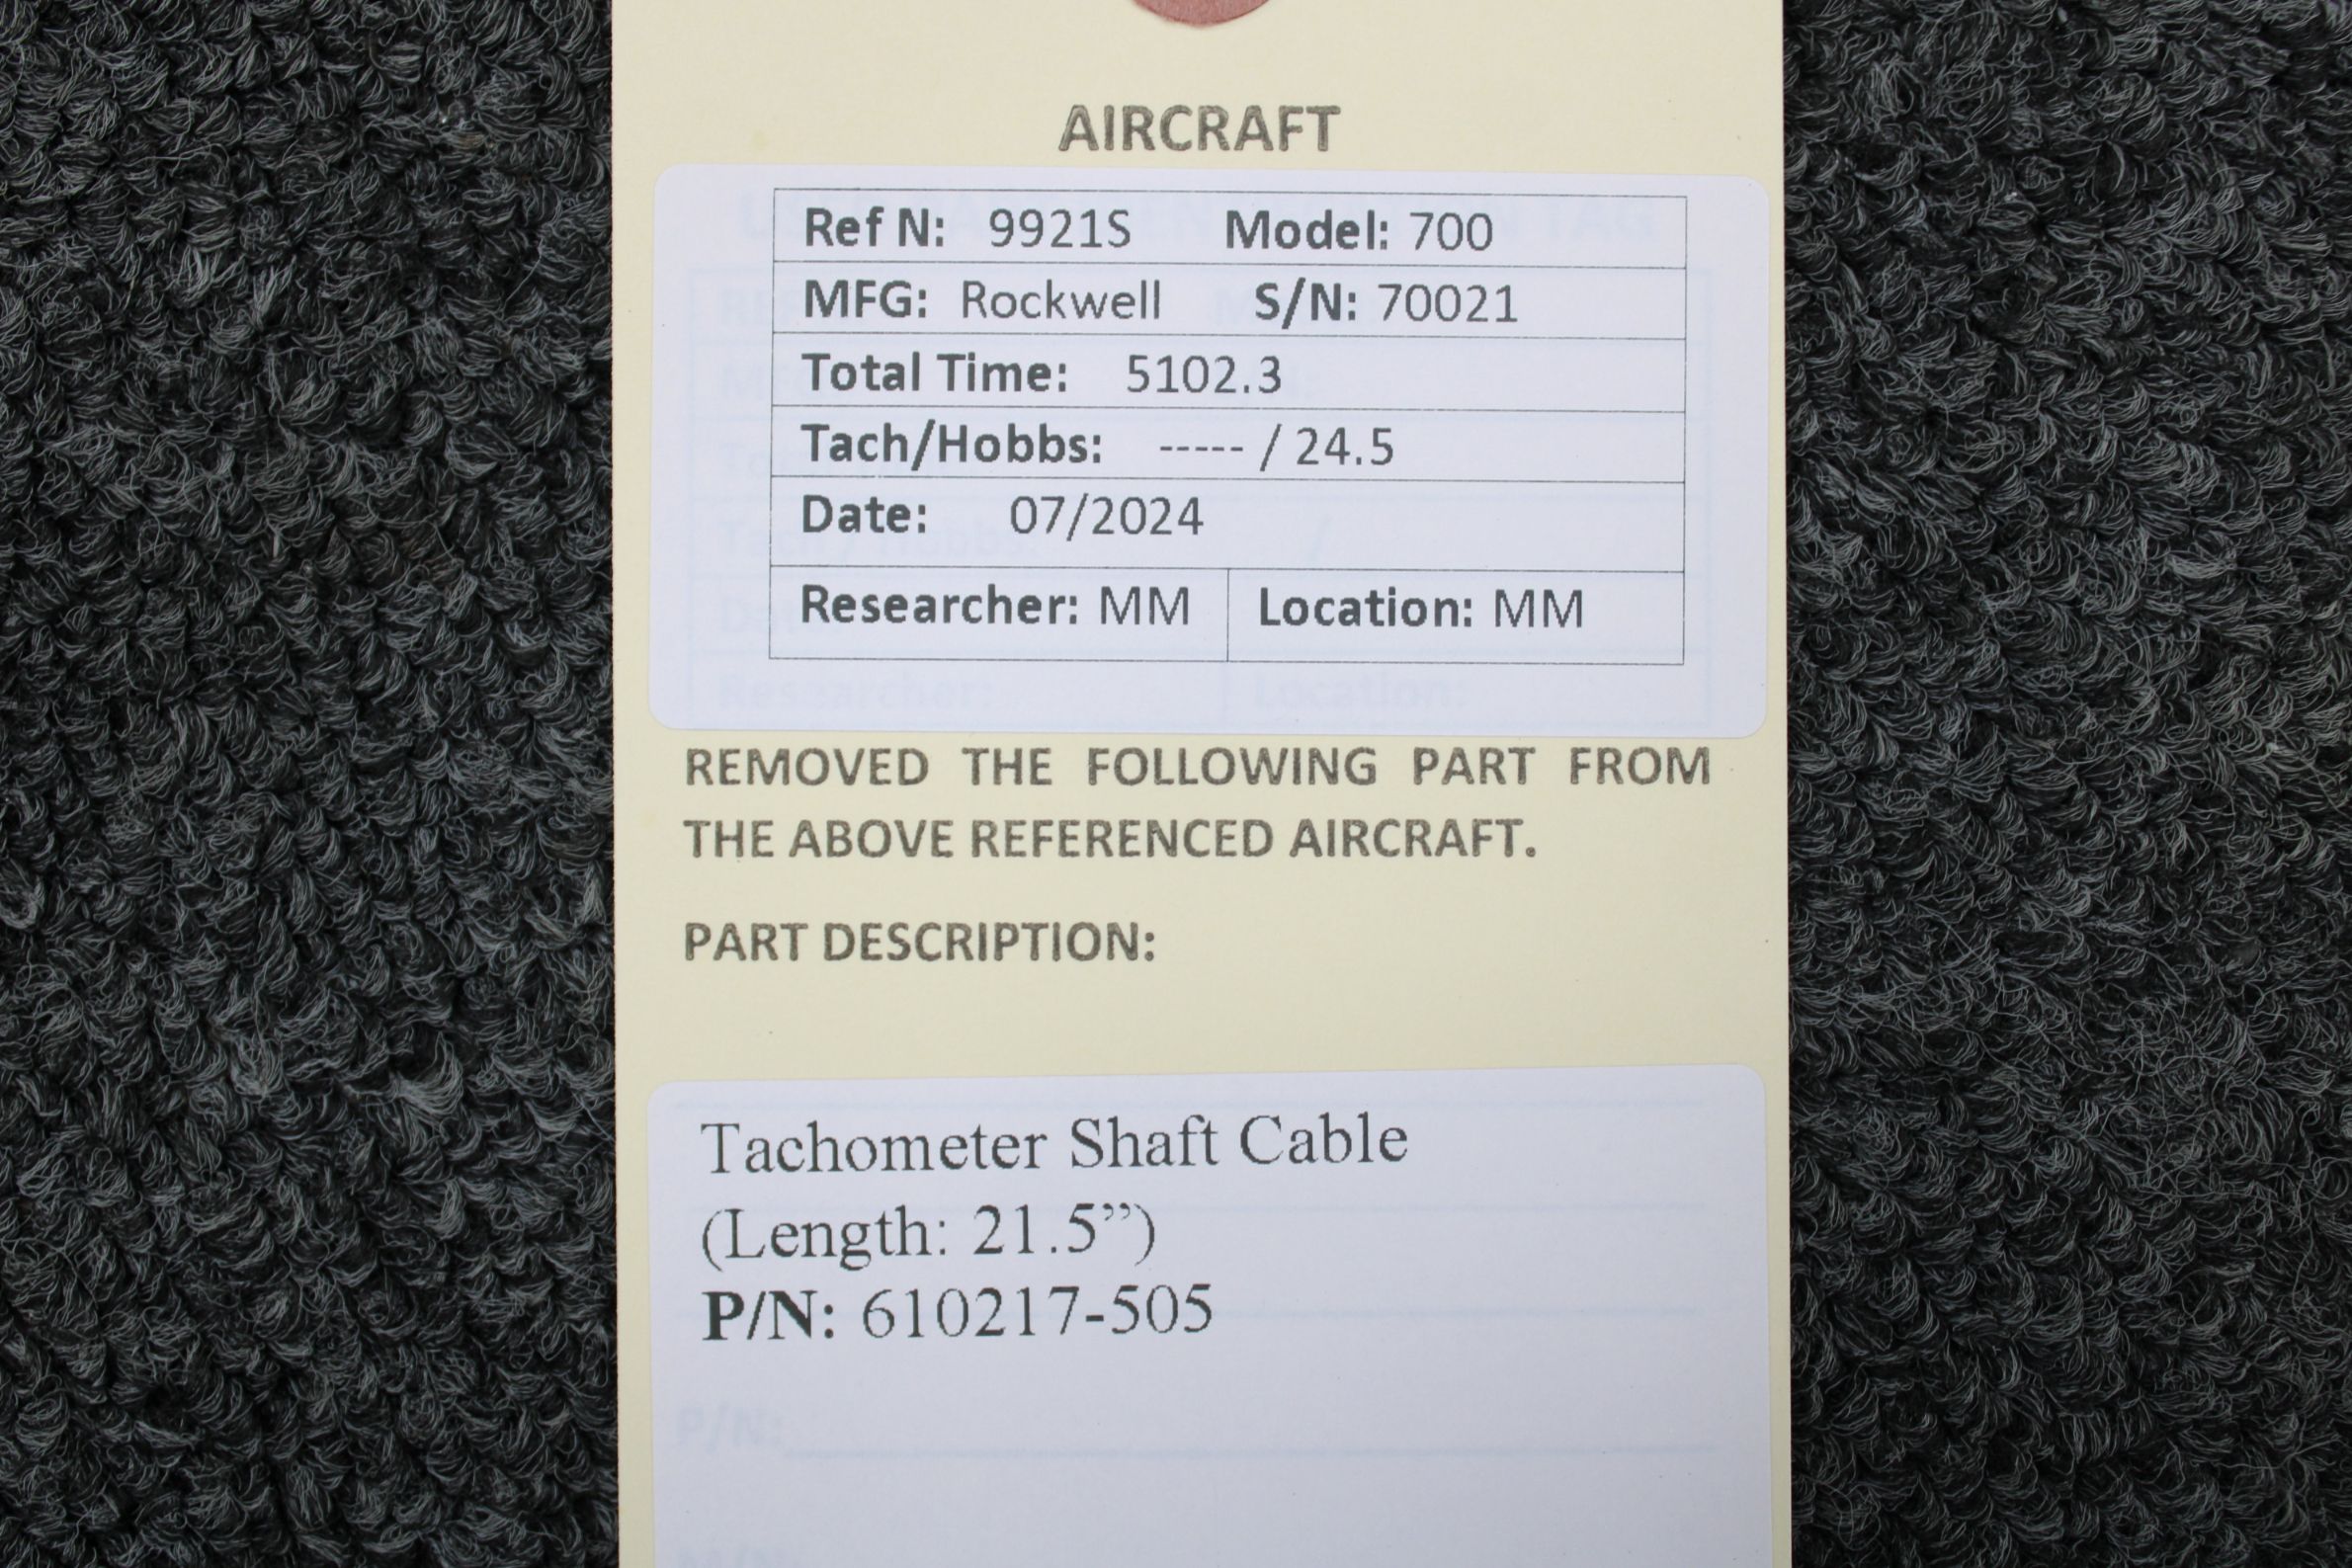 AIRCRAFT
Ref N: 9921S Model: 700
MFG: Rockwell S/N: 70021
Total Time: 5102.3
Tach/Hobbs: ----- / 24.5
Date: 07/2024
Researcher: MM Location: MM
Researcher: Location:
REMOVED THE FOLLOWING PART FROM
THE ABOVE REFERENCED AIRCRAFT.
PART DESCRIPTION:
Tachometer Shaft Cable
(Length: 21.5”)
P/N: 610217-505
P/N: